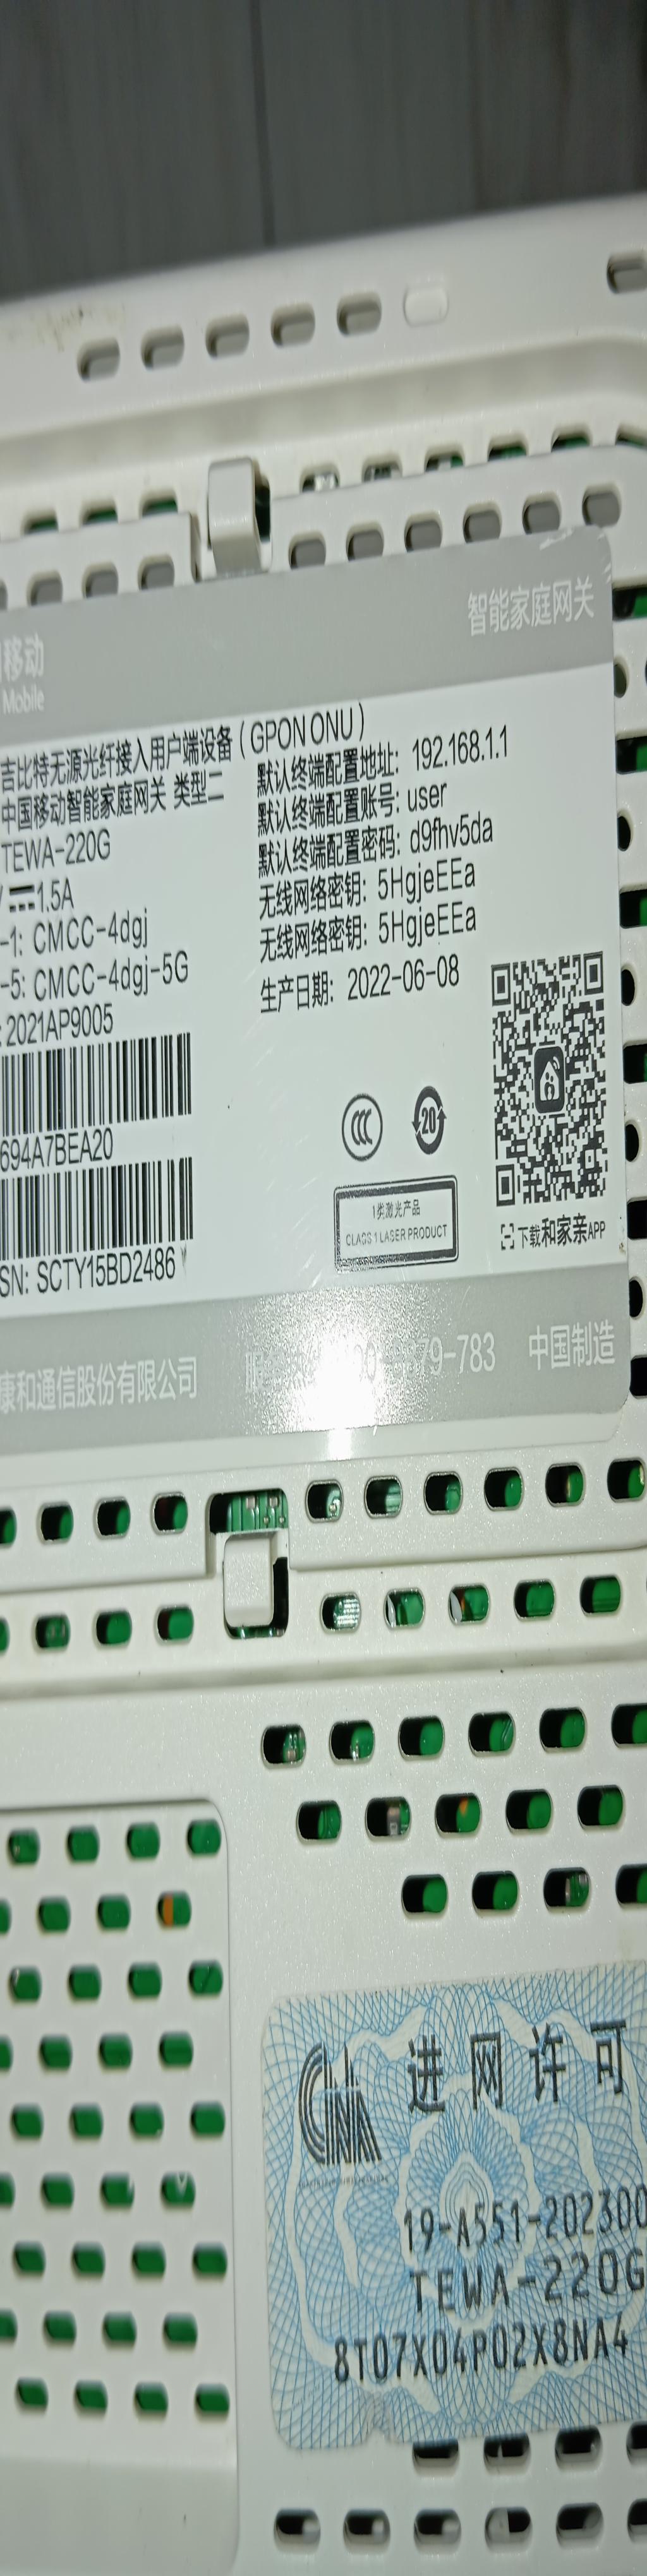 移动
Mobile
智能家庭网关
吉比特无源光纤接入用户端设备（GPON ONU）
中国移动智能家庭网关 类型二
TEWA-220G
1.5A
-1: CMCC-4dgj
-5: CMCC-4dgj-5G
: 2021AP9005
694A7BEA20
SN: SCTY15BD2486
默认终端配置地址: 192.168.1.1
默认终端配置账号: user
默认终端配置密码: d9fhv5da
无线网络密钥: 5HgjeEEa
无线网络密钥: 5HgjeEEa
生产日期: 2022-06-08
20
1类激光产品
CLASS 1 LASER PRODUCT
下载和家亲APP
康和通信股份有限公司
79-783
中国制造
进网许可
19-A551-202300
TEWA-220G
8T07X04P02X8NA4